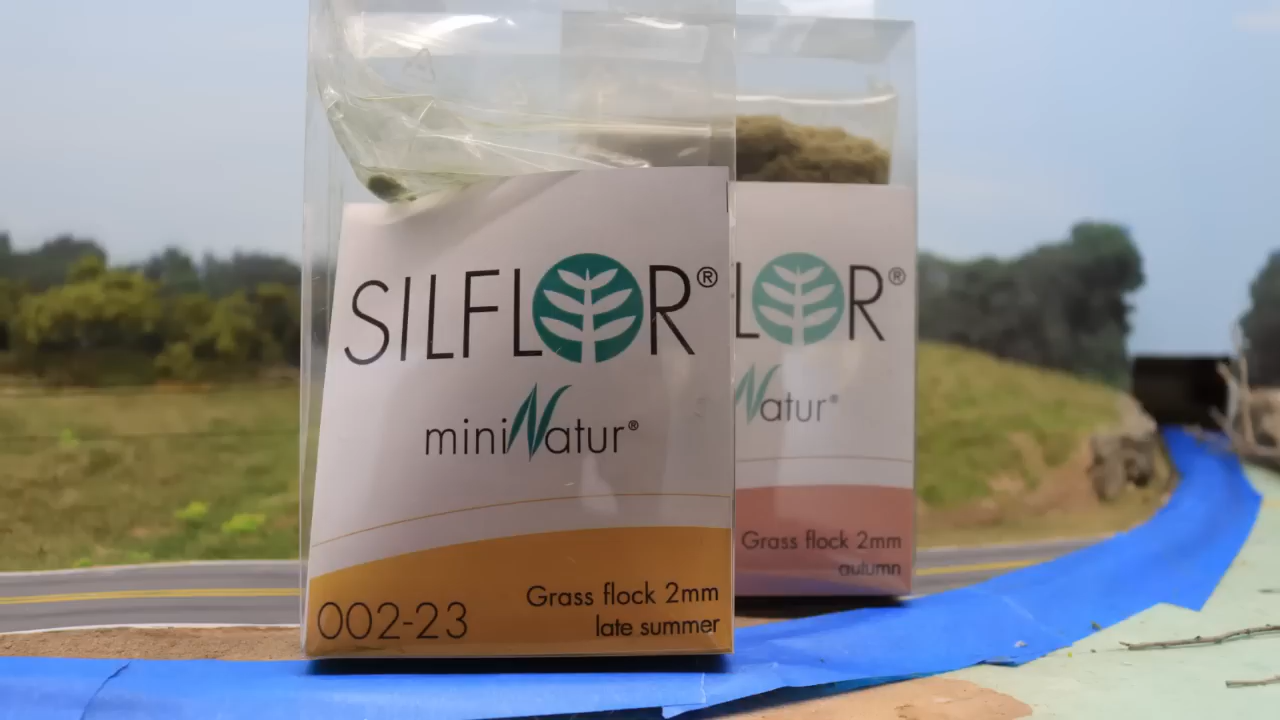 SILFLOR®
miniNatur®
002-23
Grass flock 2mm
late summer
LOR®
Natur®
Grass flock 2mm
autumn